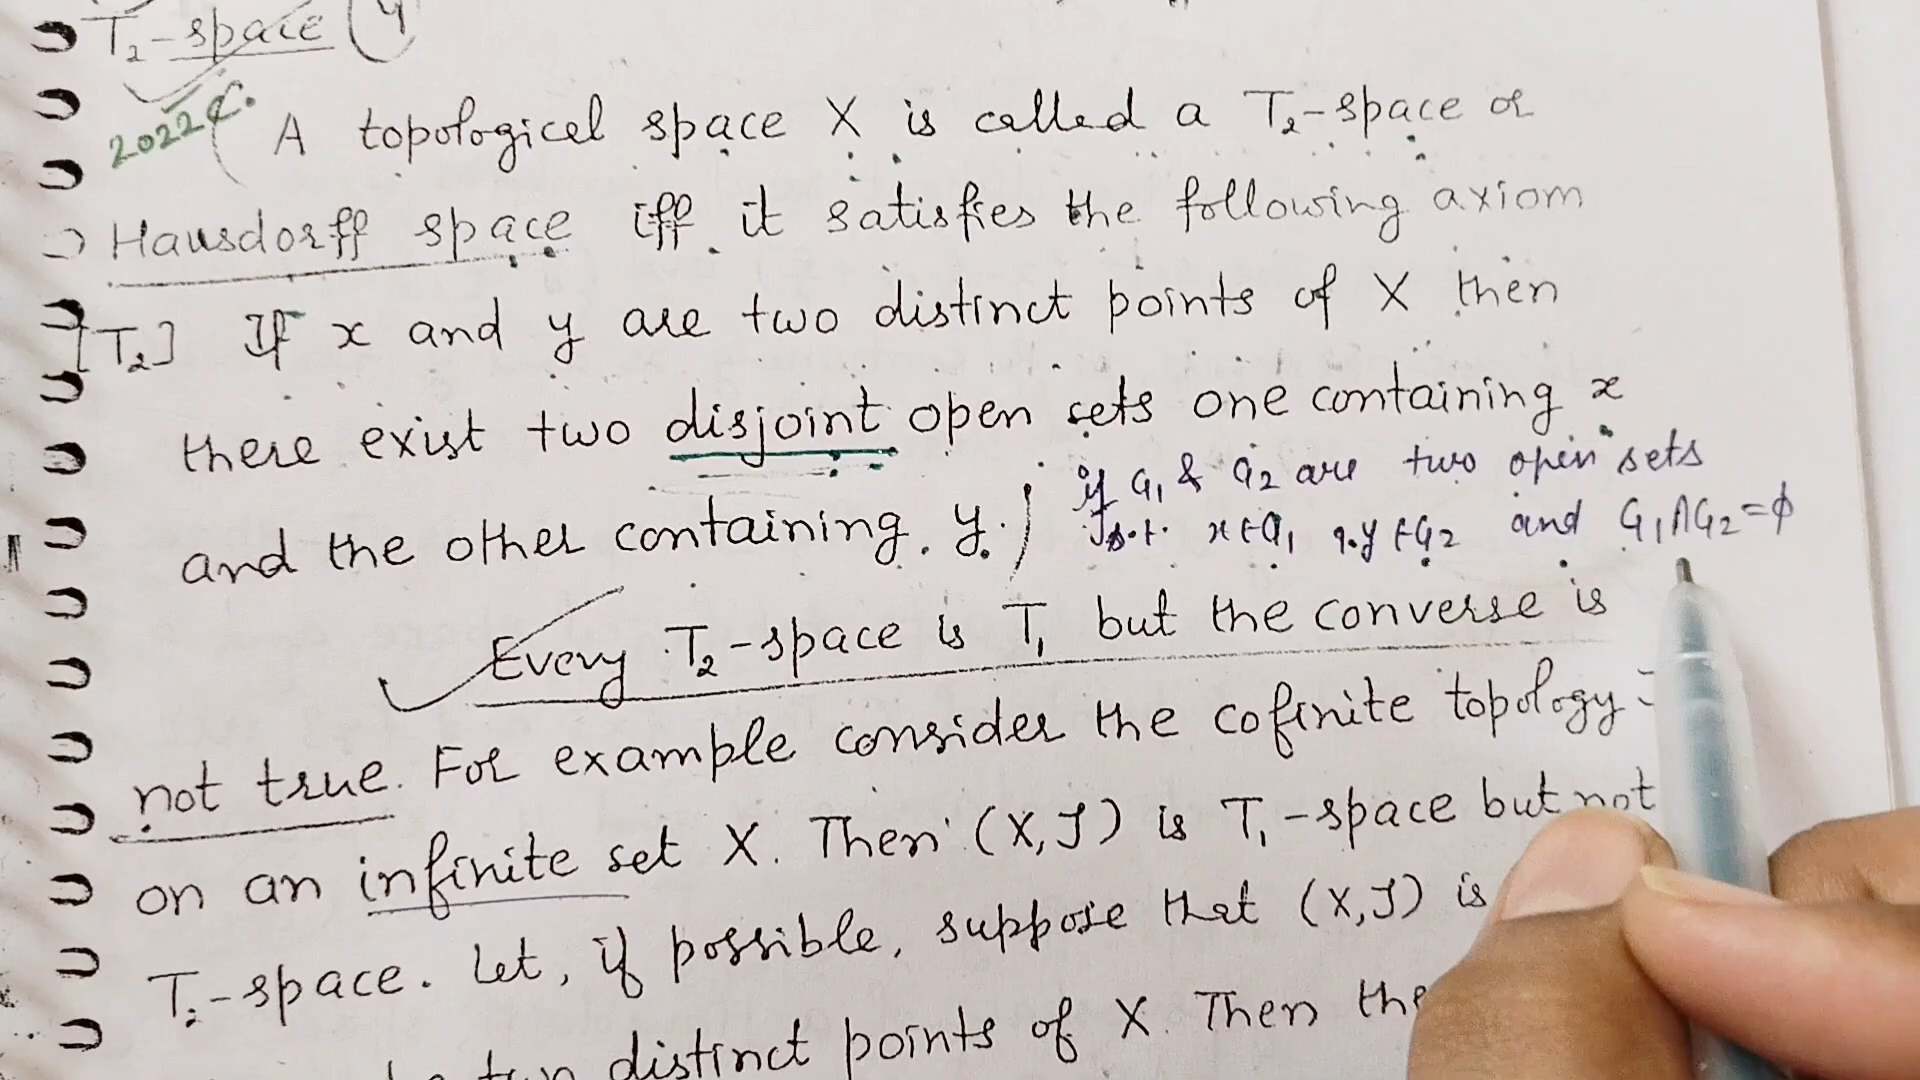 T₂-space (4
2022 C.
A topological space X is called a T₂-space or
Hausdorff space iff it satisfies the following axiom
[T₂] If x and y are two distinct points of X then
there exist two disjoint open sets one containing x
and the other containing y.
if G₁ & G₂ are two open sets
s.t. x∈G₁ & y∈G₂ and G₁∩G₂=ϕ
Every T₂-space is T₁ but the converse is
not true. For example consider the cofinite topology
on an infinite set X. Then (X,J) is T₁-space but not
T₂-space. Let, if possible, suppose that (X,J) is
two distinct points of X. Then the